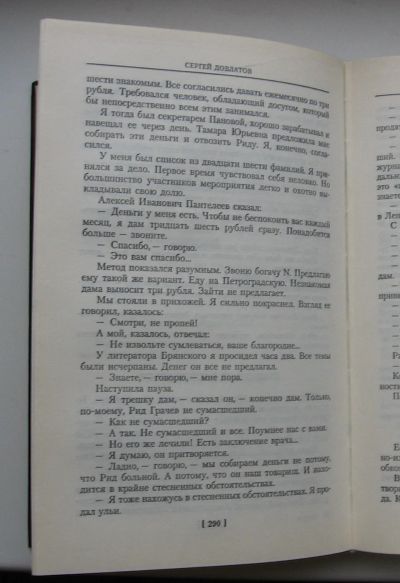 СЕРГЕЙ ДОВЛАТОВ
шести знакомым. Все согласились давать ежемесячно по три
рубля. Требовался человек, обладающий досугом, который
бы непосредственно всем этим занимался.
Я тогда был секретарем Пановой, хорошо зарабатывал и
навещал ее через день. Тамара Юрьевна предложила мне
собирать эти деньги и отвозить Риду. Я, конечно, согла-
сился.
У меня был список из двадцати шести фамилий. Я при-
нялся за дело. Первое время чувствовал себя неловко. Но
большинство участников мероприятия легко и охотно вы-
кладывали свою долю.
Алексей Иванович Пантелеев сказал:
— Деньги у меня есть. Чтобы не беспокоить вас каждый
месяц, я дам тридцать шесть рублей сразу. Понадобится
больше — звоните.
— Спасибо, — говорю.
— Это вам спасибо...
Метод показался разумным. Звоню богачу N. Предлагаю
ему такой же вариант. Еду на Петроградскую. Незнакомая
дама выносит три рубля. Зайти не предлагает.
Мы стояли в прихожей. Я сильно покраснел. Взгляд ее
говорил, казалось:
— Смотри, не пропей!
А мой, казалось, отвечал:
— Не извольте сумлеваться, ваше благородие...
У литератора Брянского я просидел часа два. Все темы
были исчерпаны. Денег он все не предлагал.
— Знаете, — говорю, — мне пора.
Наступила пауза.
— Я трешку дам, — сказал он, — конечно дам. Только,
по-моему, Рид Грачев не сумасшедший.
— Как не сумасшедший?
— А так. Не сумасшедший и все. Поумнее нас с вами.
— Но его же лечили! Есть заключение врача...
— Я думаю, он притворяется.
— Ладно, — говорю, — мы собираем деньги не потому,
что Рид больной. А потому, что он наш товарищ. И нахо-
дится в крайне стесненных обстоятельствах.
— Я тоже нахожусь в стесненных обстоятельствах. Я про-
дал ульи.
[ 290 ]